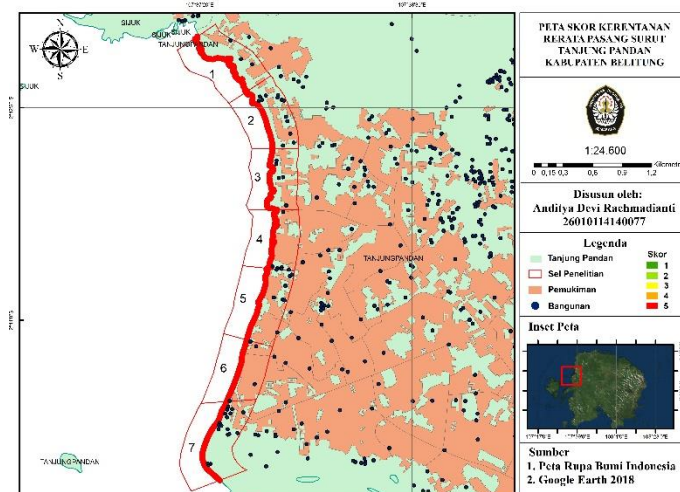 PETA SKOR KERENTANAN
RERATA PASANG SURUT
TANJUNG PANDAN
KABUPATEN BELITUNG
1:24.600
0 0,15 0,3 0,6 0,9 1,2
Disusun oleh:
Anditya Devi Rachmadianti
26010114140077
Legenda
Tanjung Pandan
Sel Penelitian
Pemukiman
Bangunan
Skor
1
2
3
4
5
Inset Peta
Sumber
1. Peta Rupa Bumi Indonesia
2. Google Earth 2018
N
W E
S
SIJUK
SIJUK
SIJUK
TANJUNGPANDAN
SIJUK
1
2
3
4
TANJUNGPANDAN
5
6
7
TANJUNGPANDAN